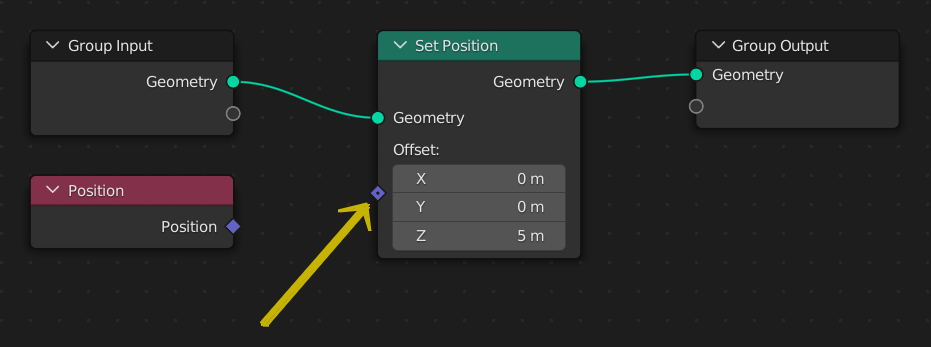 Group Input
Geometry
Position
Position
Set Position
Geometry
Geometry
Offset:
X 0 m
Y 0 m
Z 5 m
Group Output
Geometry